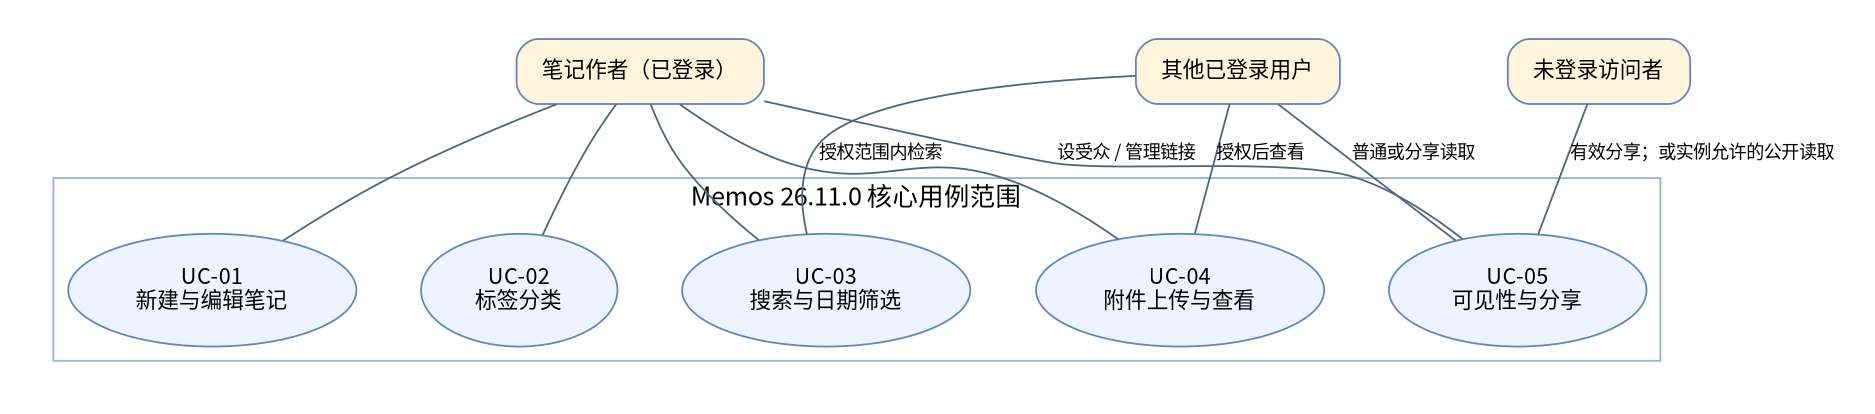 笔记作者（已登录）
其他已登录用户
未登录访问者
授权范围内检索
设受众 / 管理链接
授权后查看
普通或分享读取
有效分享；或实例允许的公开读取
Memos 26.11.0 核心用例范围
UC-01
新建与编辑笔记
UC-02
标签分类
UC-03
搜索与日期筛选
UC-04
附件上传与查看
UC-05
可见性与分享